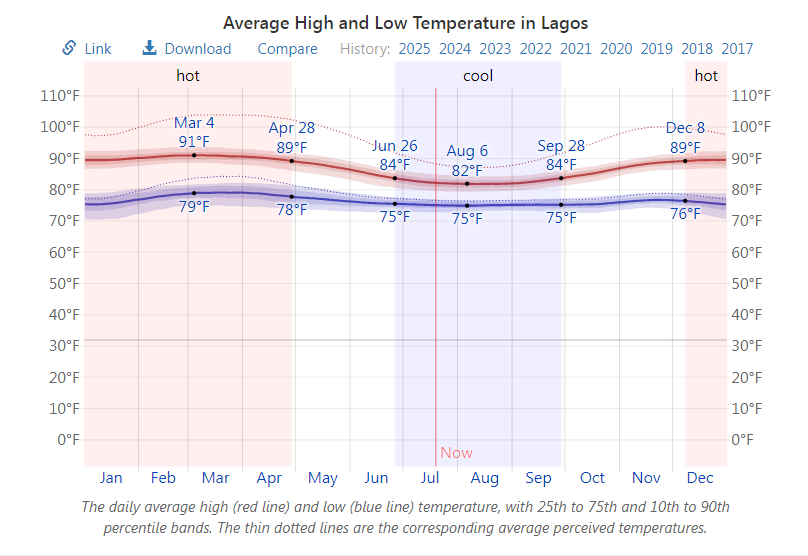 Average High and Low Temperature in Lagos
Link Download Compare History: 2025 2024 2023 2022 2021 2020 2019 2018 2017
hot cool hot
110°F 110°F
100°F 100°F
90°F 90°F
80°F 80°F
70°F 70°F
60°F 60°F
50°F 50°F
40°F 40°F
30°F 30°F
20°F 20°F
10°F 10°F
0°F 0°F
Mar 4
91°F
79°F
Apr 28
89°F
78°F
Jun 26
84°F
75°F
Aug 6
82°F
75°F
Sep 28
84°F
75°F
Dec 8
89°F
76°F
Now
Jan Feb Mar Apr May Jun Jul Aug Sep Oct Nov Dec
The daily average high (red line) and low (blue line) temperature, with 25th to 75th and 10th to 90th
percentile bands. The thin dotted lines are the corresponding average perceived temperatures.